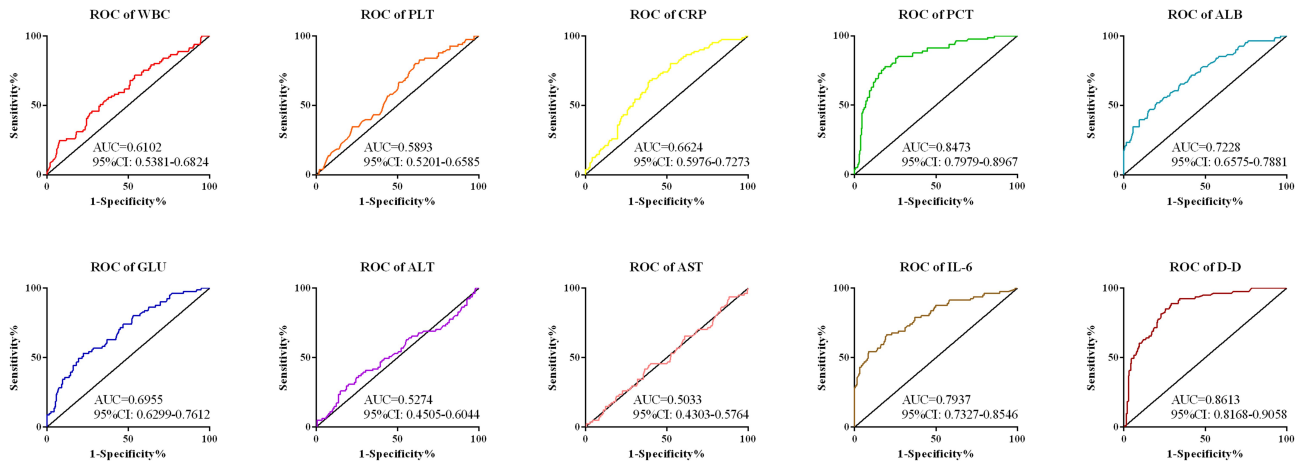 ROC of WBC
100
50
0
0
50
100
Sensitivity%
1-Specificity%
AUC=0.6102
95%CI: 0.5381-0.6824
ROC of PLT
100
50
0
0
50
100
Sensitivity%
1-Specificity%
AUC=0.5893
95%CI: 0.5201-0.6585
ROC of CRP
100
50
0
0
50
100
Sensitivity%
1-Specificity%
AUC=0.6624
95%CI: 0.5976-0.7273
ROC of PCT
100
50
0
0
50
100
Sensitivity%
1-Specificity%
AUC=0.8473
95%CI: 0.7979-0.8967
ROC of ALB
100
50
0
0
50
100
Sensitivity%
1-Specificity%
AUC=0.7228
95%CI: 0.6575-0.7881
ROC of GLU
100
50
0
0
50
100
Sensitivity%
1-Specificity%
AUC=0.6955
95%CI: 0.6299-0.7612
ROC of ALT
100
50
0
0
50
100
Sensitivity%
1-Specificity%
AUC=0.5274
95%CI: 0.4505-0.6044
ROC of AST
100
50
0
0
50
100
Sensitivity%
1-Specificity%
AUC=0.5033
95%CI: 0.4303-0.5764
ROC of IL-6
100
50
0
0
50
100
Sensitivity%
1-Specificity%
AUC=0.7937
95%CI: 0.7327-0.8546
ROC of D-D
100
50
0
0
50
100
Sensitivity%
1-Specificity%
AUC=0.8613
95%CI: 0.8168-0.9058